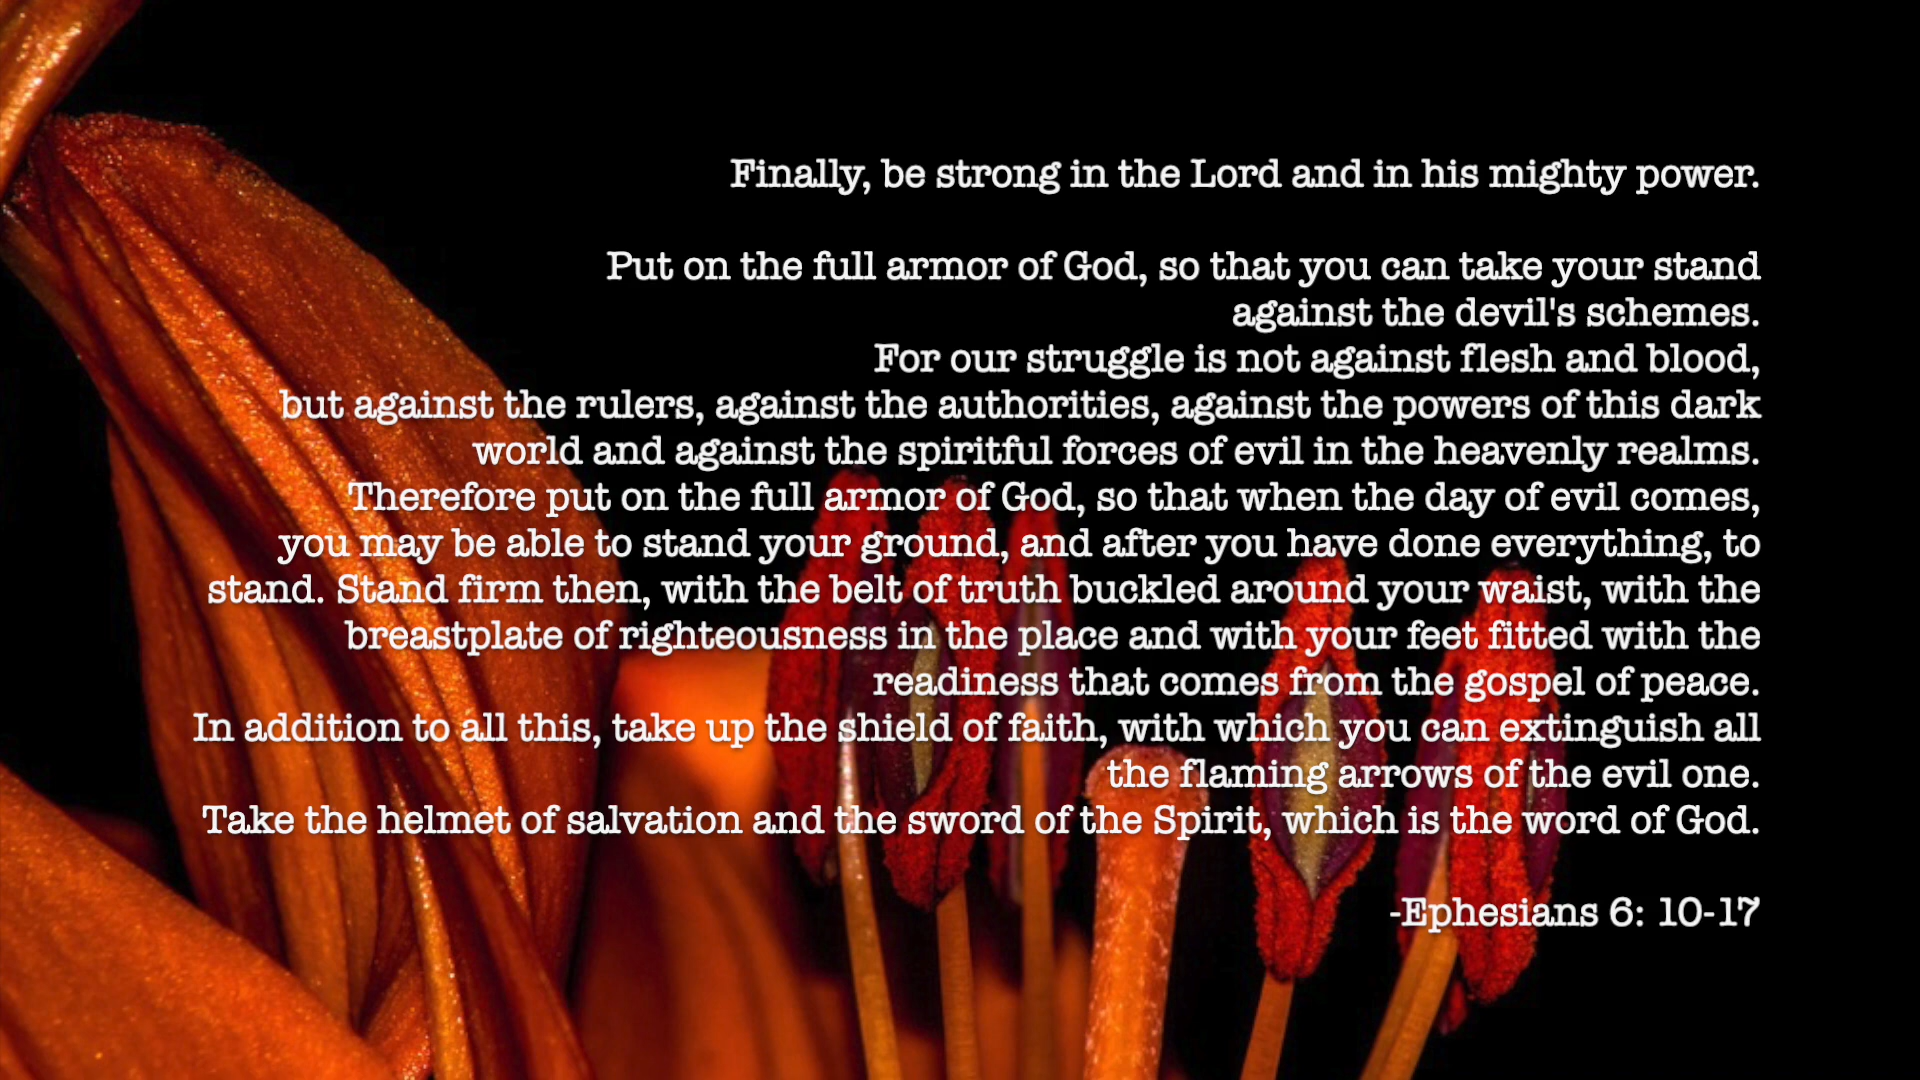 Finally, be strong in the Lord and in his mighty power.
Put on the full armor of God, so that you can take your stand
against the devil's schemes.
For our struggle is not against flesh and blood,
but against the rulers, against the authorities, against the powers of this dark
world and against the spiritful forces of evil in the heavenly realms.
Therefore put on the full armor of God, so that when the day of evil comes,
you may be able to stand your ground, and after you have done everything, to
stand. Stand firm then, with the belt of truth buckled around your waist, with the
breastplate of righteousness in the place and with your feet fitted with the
readiness that comes from the gospel of peace.
In addition to all this, take up the shield of faith, with which you can extinguish all
the flaming arrows of the evil one.
Take the helmet of salvation and the sword of the Spirit, which is the word of God.
-Ephesians 6: 10-17